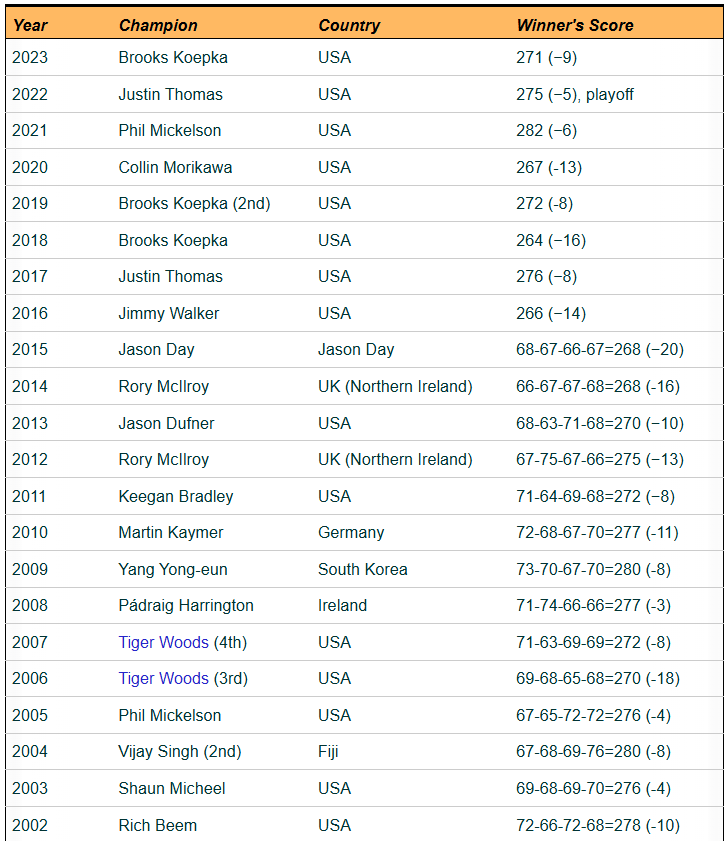 Year Champion Country Winner's Score
2023 Brooks Koepka USA 271 (−9)
2022 Justin Thomas USA 275 (−5), playoff
2021 Phil Mickelson USA 282 (−6)
2020 Collin Morikawa USA 267 (-13)
2019 Brooks Koepka (2nd) USA 272 (-8)
2018 Brooks Koepka USA 264 (−16)
2017 Justin Thomas USA 276 (−8)
2016 Jimmy Walker USA 266 (−14)
2015 Jason Day Jason Day 68-67-66-67=268 (−20)
2014 Rory McIlroy UK (Northern Ireland) 66-67-67-68=268 (-16)
2013 Jason Dufner USA 68-63-71-68=270 (−10)
2012 Rory McIlroy UK (Northern Ireland) 67-75-67-66=275 (−13)
2011 Keegan Bradley USA 71-64-69-68=272 (−8)
2010 Martin Kaymer Germany 72-68-67-70=277 (-11)
2009 Yang Yong-eun South Korea 73-70-67-70=280 (-8)
2008 Pádraig Harrington Ireland 71-74-66-66=277 (-3)
2007 Tiger Woods (4th) USA 71-63-69-69=272 (-8)
2006 Tiger Woods (3rd) USA 69-68-65-68=270 (-18)
2005 Phil Mickelson USA 67-65-72-72=276 (-4)
2004 Vijay Singh (2nd) Fiji 67-68-69-76=280 (-8)
2003 Shaun Micheel USA 69-68-69-70=276 (-4)
2002 Rich Beem USA 72-66-72-68=278 (-10)